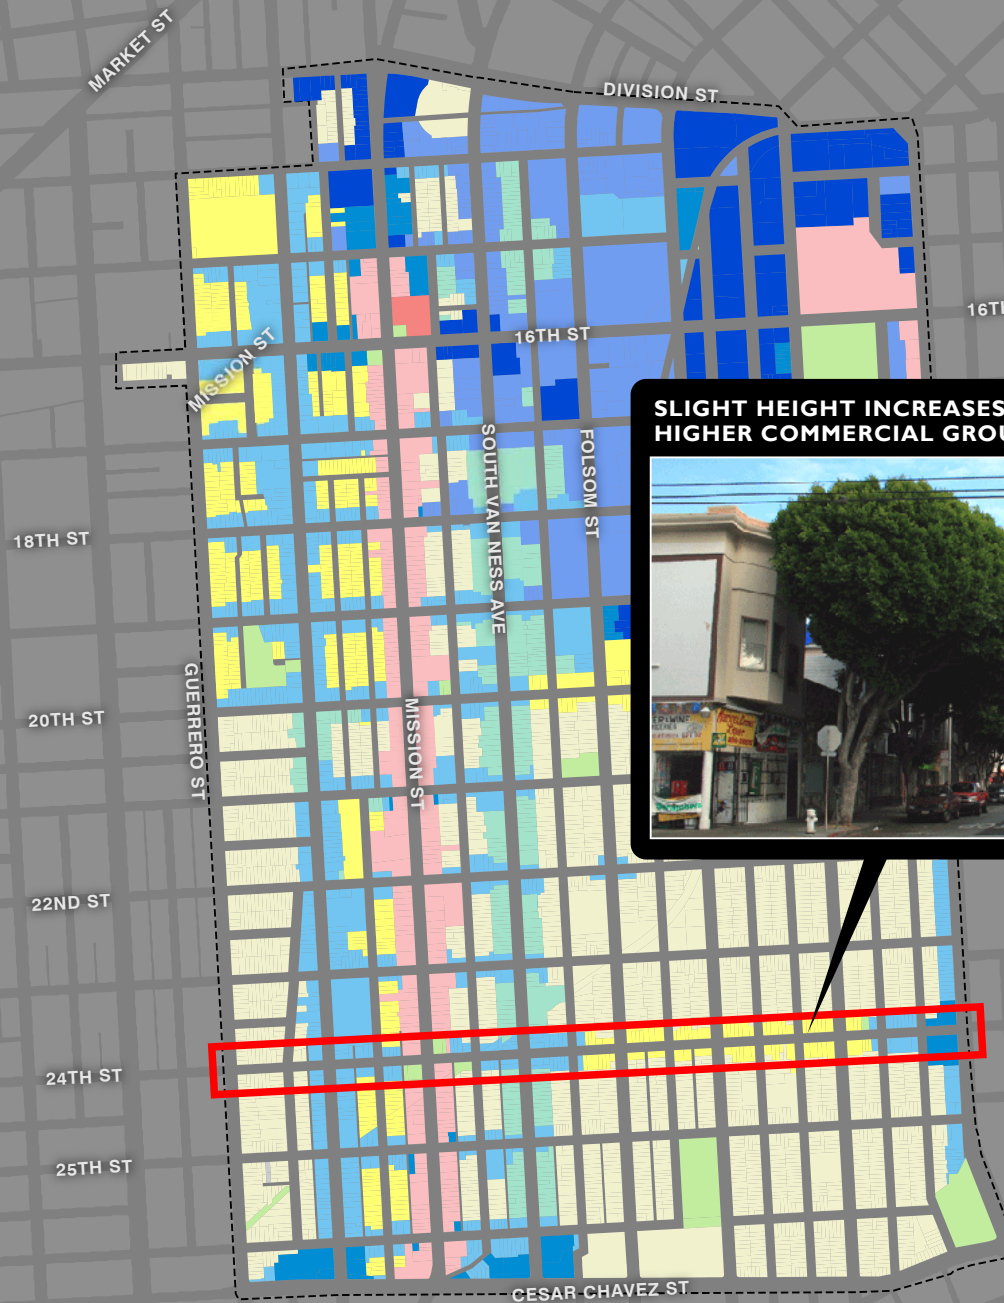 MARKET ST
DIVISION ST
16TH ST
16TH
MISSION ST
SLIGHT HEIGHT INCREASES
HIGHER COMMERCIAL GROU
SOUTH VAN NESS AVE
FOLSOM ST
18TH ST
GUERRERO ST
20TH ST
MISSION ST
22ND ST
24TH ST
25TH ST
CESAR CHAVEZ ST